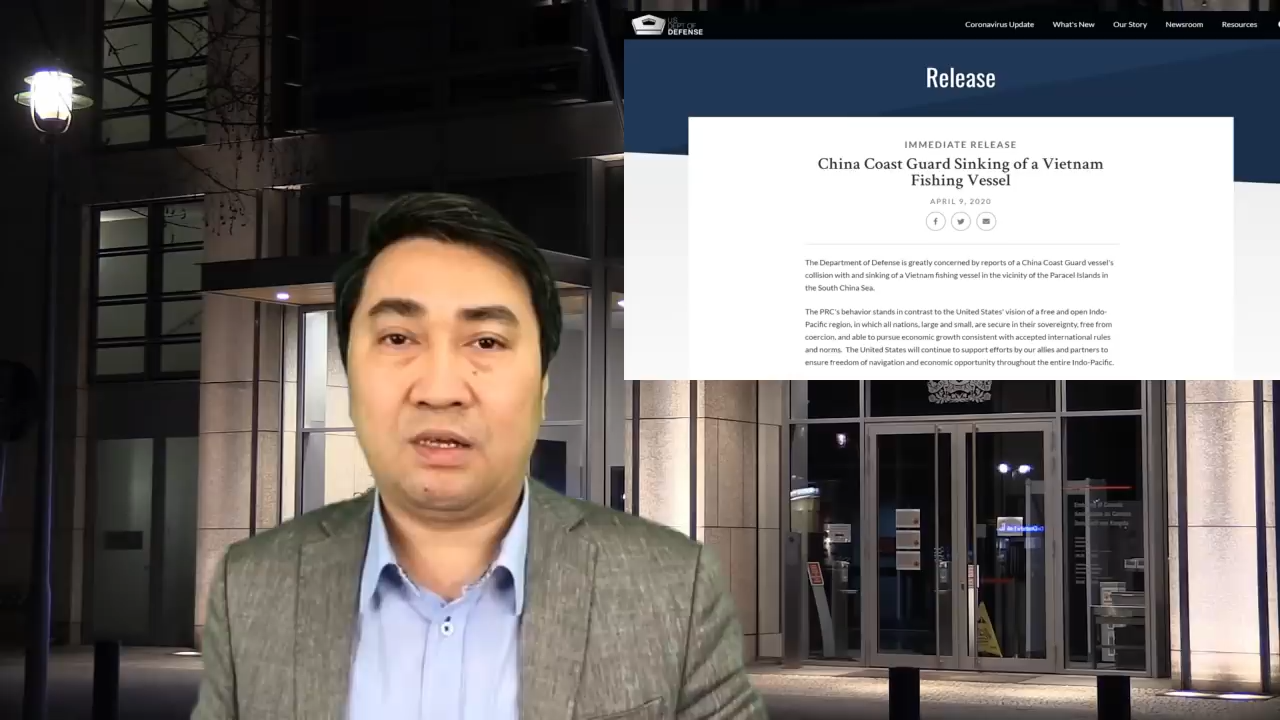 U.S.
DEPT OF
DEFENSE
Coronavirus Update
What's New
Our Story
Newsroom
Resources
Release
IMMEDIATE RELEASE
China Coast Guard Sinking of a Vietnam
Fishing Vessel
APRIL 9, 2020
The Department of Defense is greatly concerned by reports of a China Coast Guard vessel's
collision with and sinking of a Vietnam fishing vessel in the vicinity of the Paracel Islands in
the South China Sea.
The PRC's behavior stands in contrast to the United States' vision of a free and open Indo-
Pacific region, in which all nations, large and small, are secure in their sovereignty, free from
coercion, and able to pursue economic growth consistent with accepted international rules
and norms. The United States will continue to support efforts by our allies and partners to
ensure freedom of navigation and economic opportunity throughout the entire Indo-Pacific.
Embassy of Canada